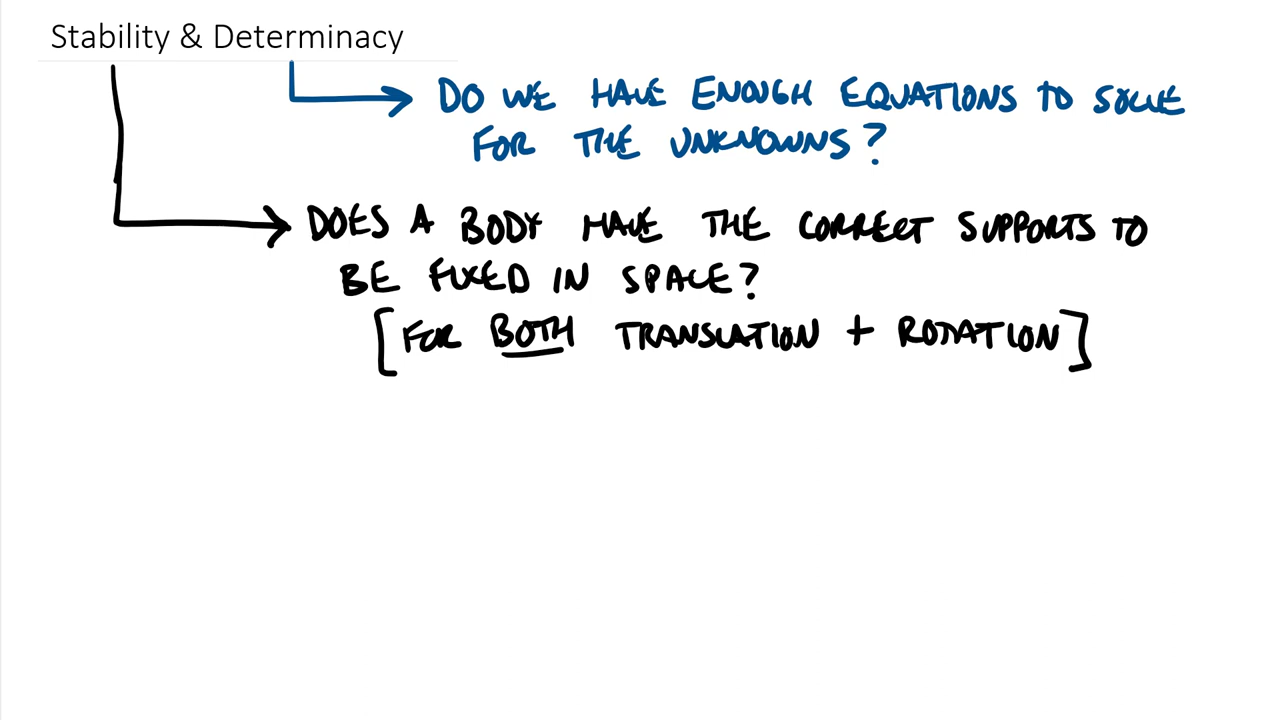 Stability & Determinacy
DO WE HAVE ENOUGH EQUATIONS TO SOLVE
FOR THE UNKNOWNS?
DOES A BODY HAVE THE CORRECT SUPPORTS TO
BE FIXED IN SPACE?
[FOR BOTH TRANSLATION + ROTATION]